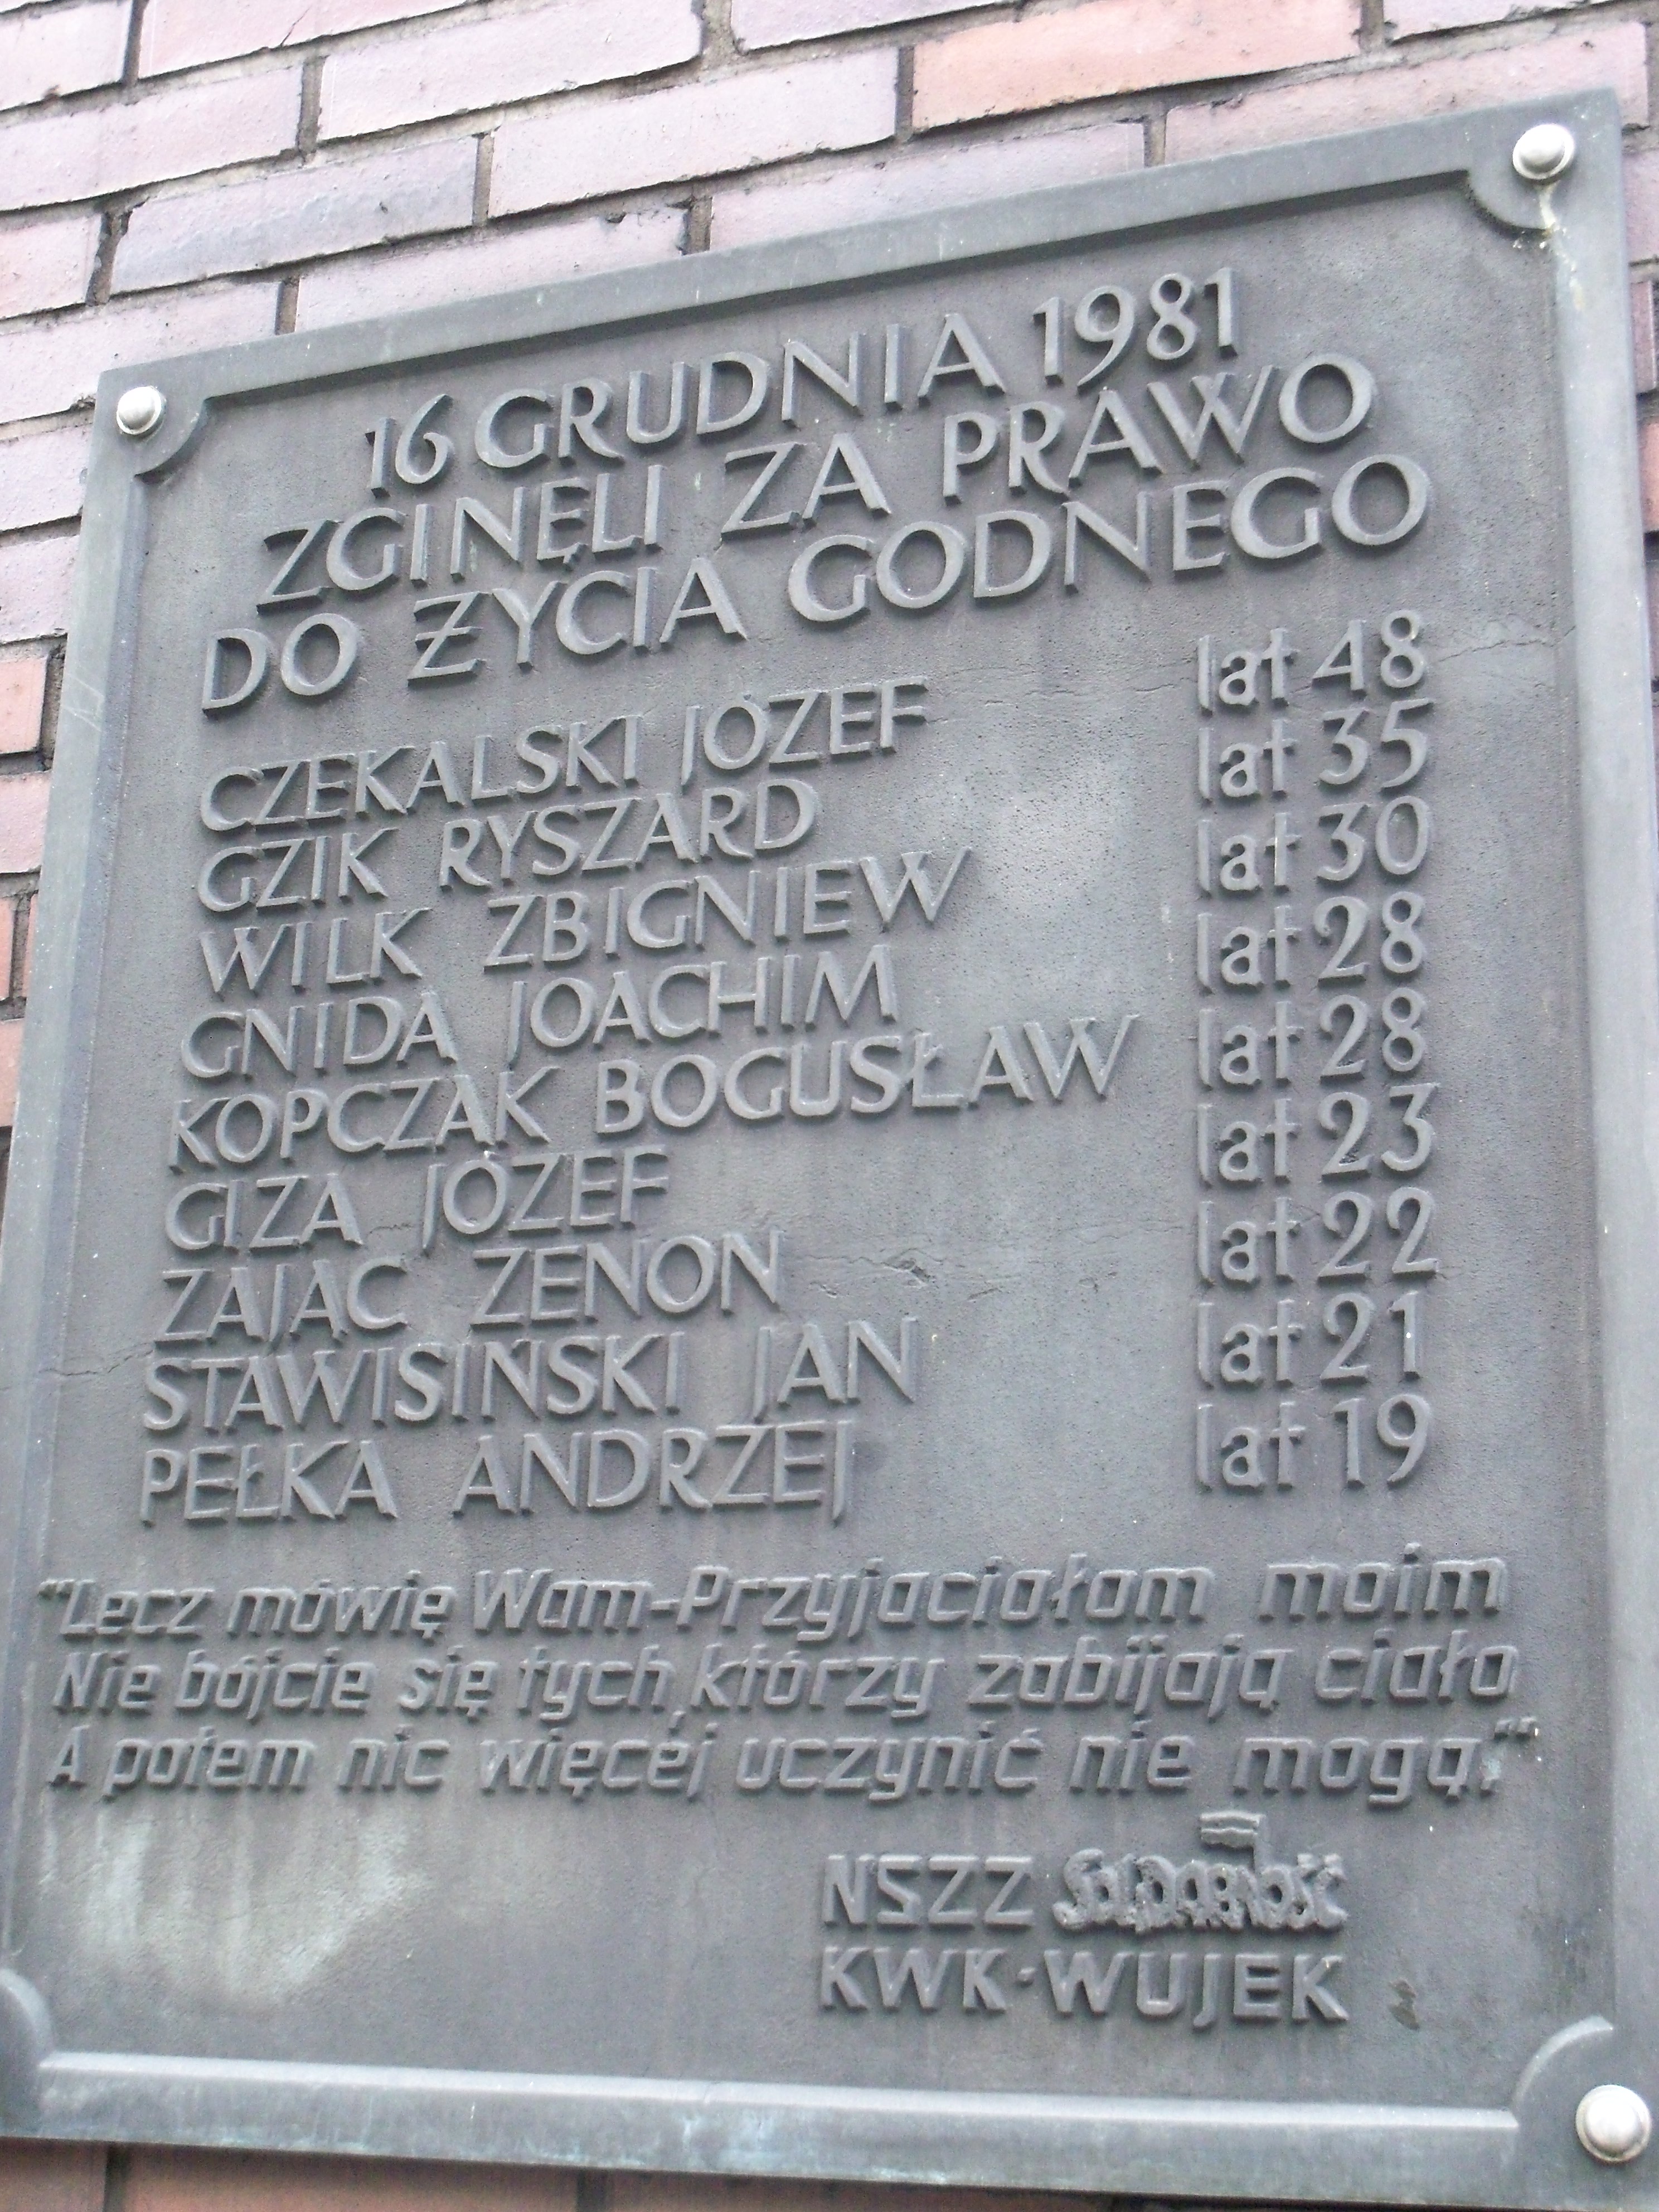 16 GRUDNIA 1981
ZGINĘLI ZA PRAWO
DO ŻYCIA GODNEGO
CZEKALSKI JÓZEF lat 48
GZIK RYSZARD lat 35
WILK ZBIGNIEW lat 30
GNIDA JOACHIM lat 28
KOPCZAK BOGUSŁAW lat 28
GIZA JÓZEF lat 23
ZAJĄC ZENON lat 22
STAWISIŃSKI JAN lat 21
PEŁKA ANDRZEJ lat 19
"Lecz mówię Wam-Przyjaciołom moim
Nie bójcie się tych, którzy zabijają ciało
A potem nic więcej uczynić nie mogą."
NSZZ SOLIDARNOŚĆ
KWK·WUJEK